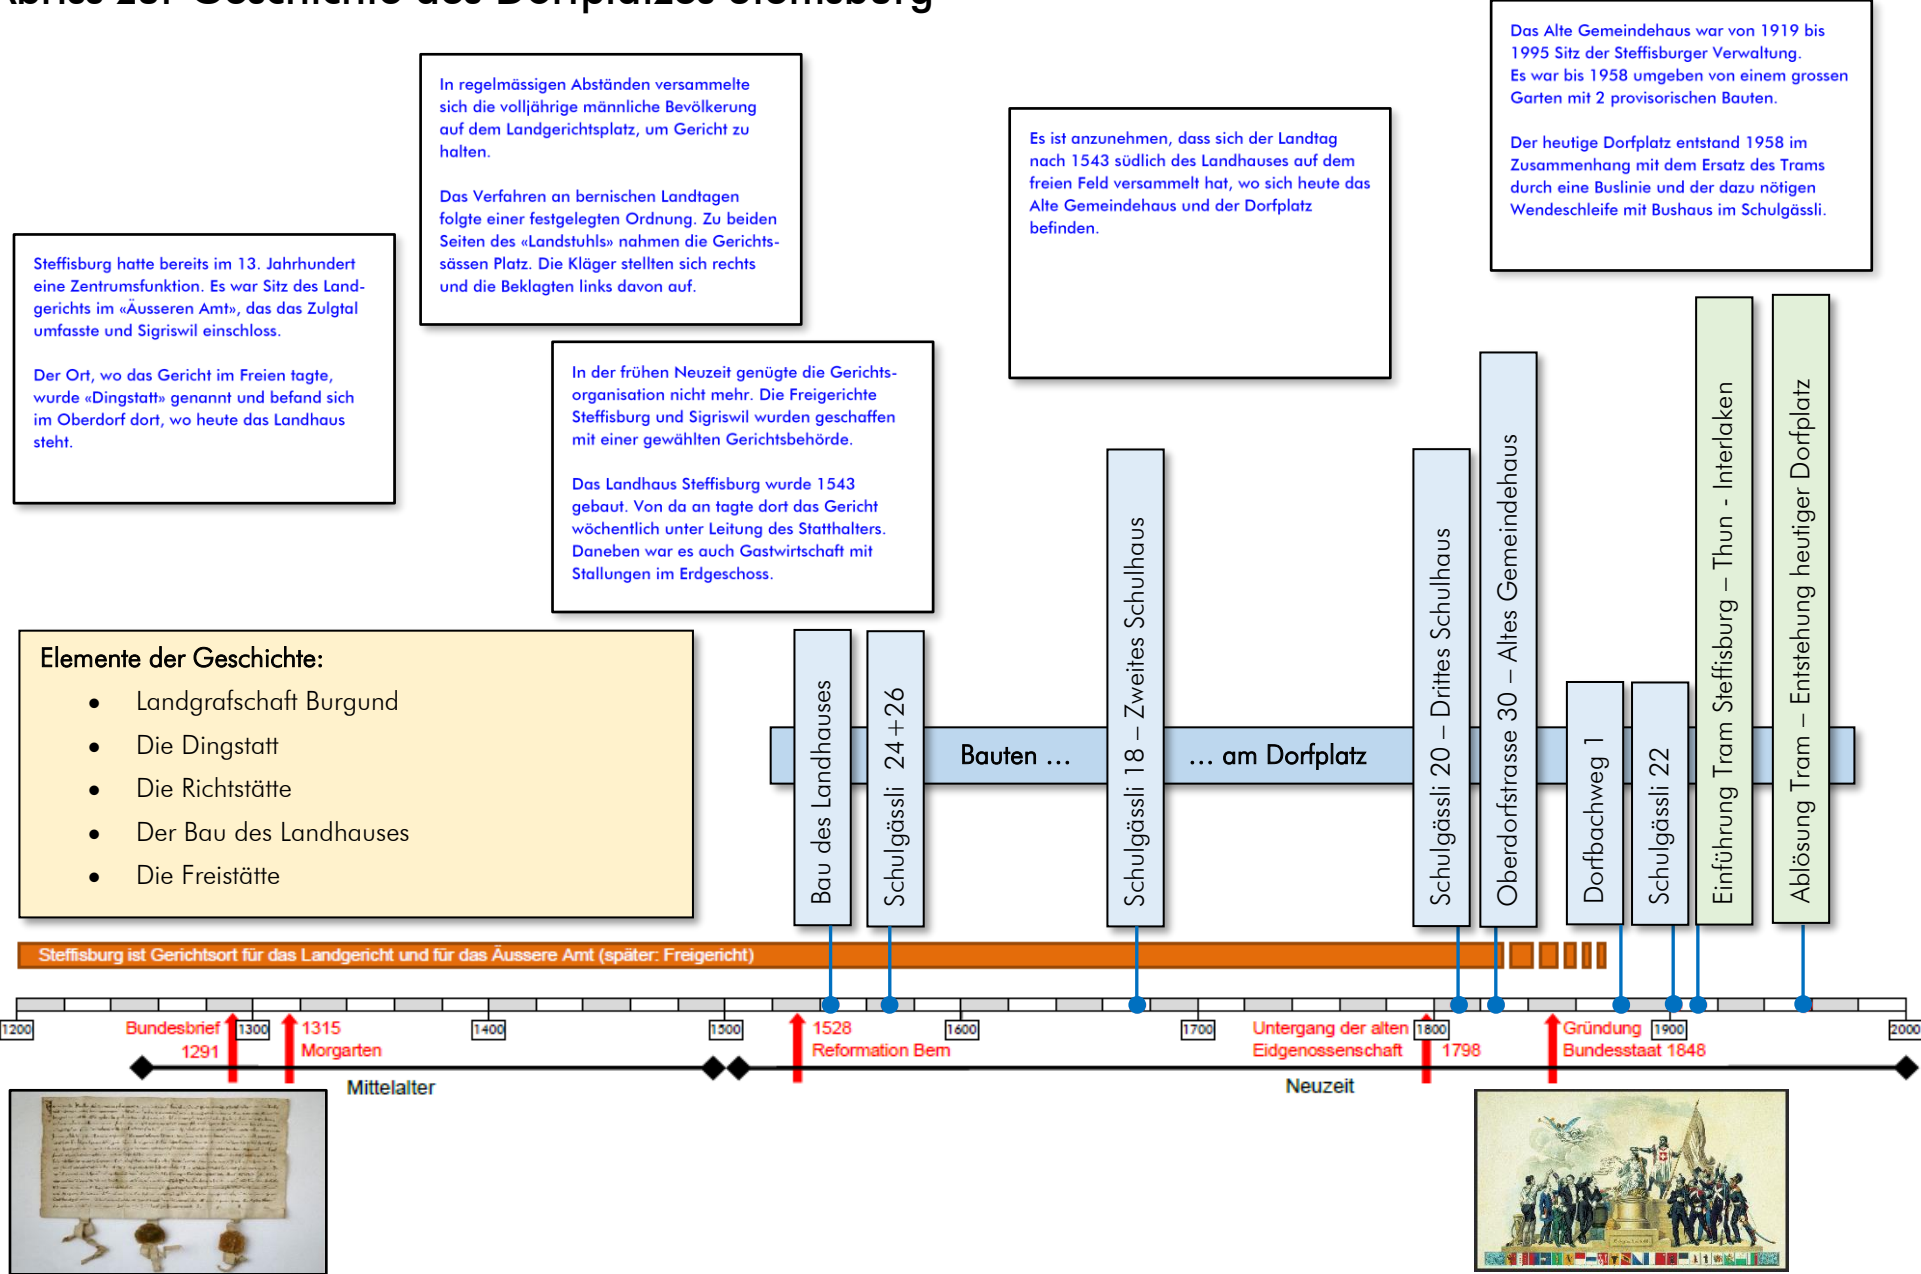 Abriss zur Geschichte des Dorfplatzes Steffisburg
Das Alte Gemeindehaus war von 1919 bis
1995 Sitz der Steffisburger Verwaltung.
Es war bis 1958 umgeben von einem grossen
Garten mit 2 provisorischen Bauten.
Der heutige Dorfplatz entstand 1958 im
Zusammenhang mit dem Ersatz des Trams
durch eine Buslinie und der dazu nötigen
Wendeschleife mit Bushaus im Schulgässli.
In regelmässigen Abständen versammelte
sich die volljährige männliche Bevölkerung
auf dem Landgerichtsplatz, um Gericht zu
halten.
Das Verfahren an bernischen Landtagen
folgte einer festgelegten Ordnung. Zu beiden
Seiten des «Landstuhls» nahmen die Gerichts-
sässen Platz. Die Kläger stellten sich rechts
und die Beklagten links davon auf.
Es ist anzunehmen, dass sich der Landtag
nach 1543 südlich des Landhauses auf dem
freien Feld versammelt hat, wo sich heute das
Alte Gemeindehaus und der Dorfplatz
befinden.
Steffisburg hatte bereits im 13. Jahrhundert
eine Zentrumsfunktion. Es war Sitz des Land-
gerichts im «Äusseren Amt», das das Zulgtal
umfasste und Sigriswil einschloss.
Der Ort, wo das Gericht im Freien tagte,
wurde «Dingstatt» genannt und befand sich
im Oberdorf dort, wo heute das Landhaus
steht.
In der frühen Neuzeit genügte die Gerichts-
organisation nicht mehr. Die Freigerichte
Steffisburg und Sigriswil wurden geschaffen
mit einer gewählten Gerichtsbehörde.
Das Landhaus Steffisburg wurde 1543
gebaut. Von da an tagte dort das Gericht
wöchentlich unter Leitung des Statthalters.
Daneben war es auch Gastwirtschaft mit
Stallungen im Erdgeschoss.
Elemente der Geschichte:
• Landgrafschaft Burgund
• Die Dingstatt
• Die Richtstätte
• Der Bau des Landhauses
• Die Freistätte
Bau des Landhauses
Schulgässli 24+26
Bauten ...
Schulgässli 18 – Zweites Schulhaus
... am Dorfplatz
Schulgässli 20 – Drittes Schulhaus
Oberdorfstrasse 30 – Altes Gemeindehaus
Dorfbachweg 1
Schulgässli 22
Einführung Tram Steffisburg – Thun - Interlaken
Ablösung Tram – Entstehung heutiger Dorfplatz
Steffisburg ist Gerichtsort für das Landgericht und für das Äussere Amt (später: Freigericht)
1200
1300
1400
1500
1600
1700
1800
1900
2000
Bundesbrief
1291
1315
Morgarten
1528
Reformation Bern
Untergang der alten
Eidgenossenschaft
1798
Gründung
Bundesstaat 1848
Mittelalter
Neuzeit